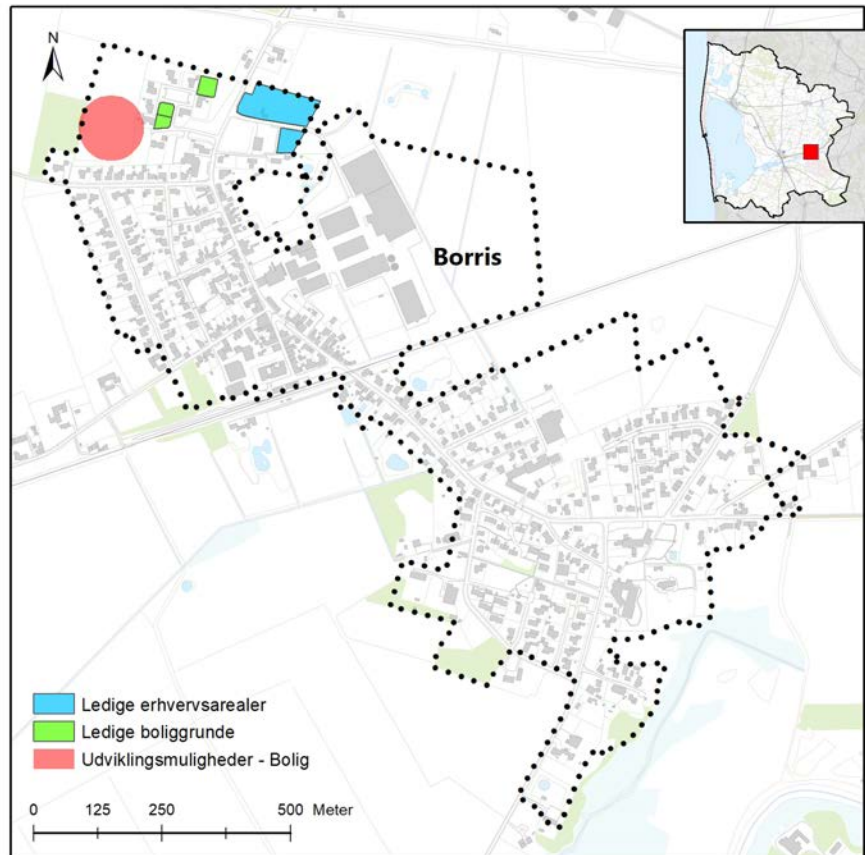 N
Borris
Ledige erhvervsarealer
Ledige boliggrunde
Udviklingsmuligheder - Bolig
0 125 250 500 Meter